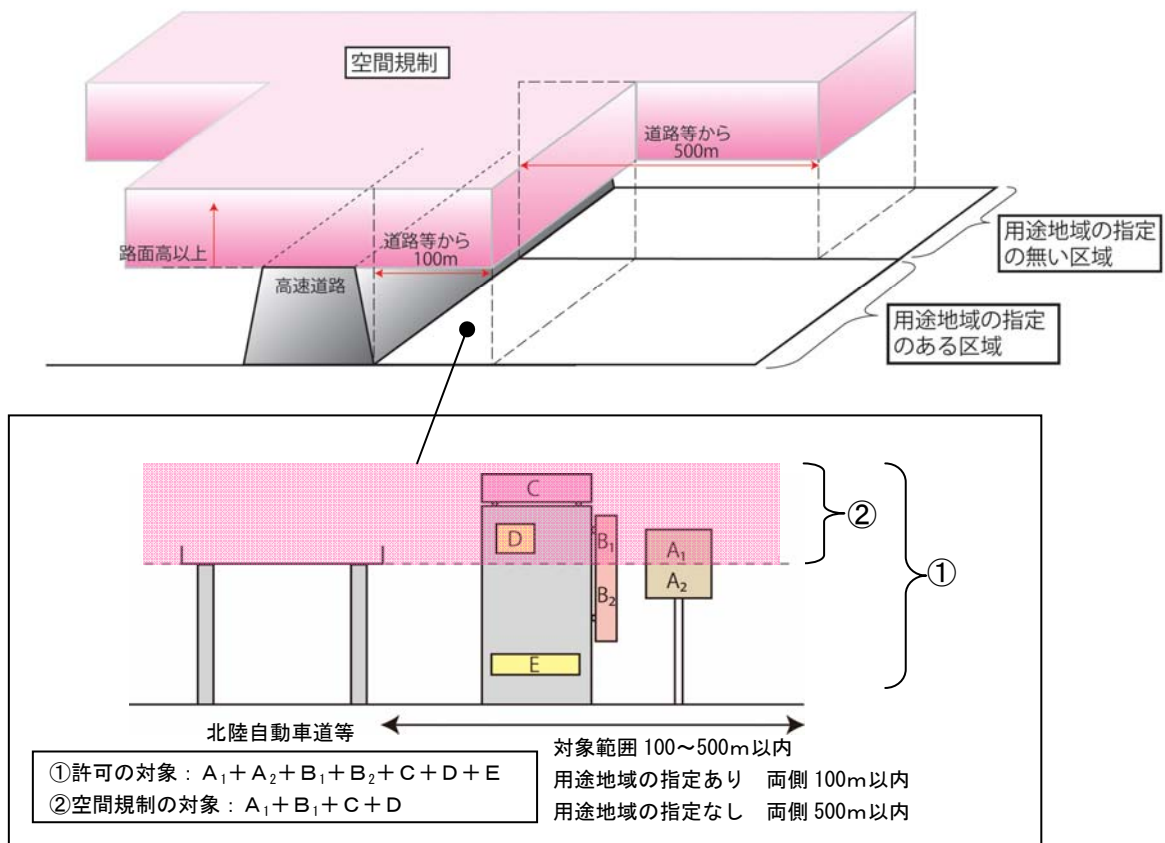 空間規制
道路等から
500m
路面高以上
道路等から
100m
高速道路
用途地域の指定
の無い区域
用途地域の指定
のある区域
C
D
B₁
A₁
②
①
B₂
A₂
E
北陸自動車道等
対象範囲 100～500ｍ以内
用途地域の指定あり　両側 100ｍ以内
用途地域の指定なし　両側 500ｍ以内
①許可の対象：Ａ₁＋Ａ₂＋Ｂ₁＋Ｂ₂＋Ｃ＋Ｄ＋Ｅ
②空間規制の対象：Ａ₁＋Ｂ₁＋Ｃ＋Ｄ